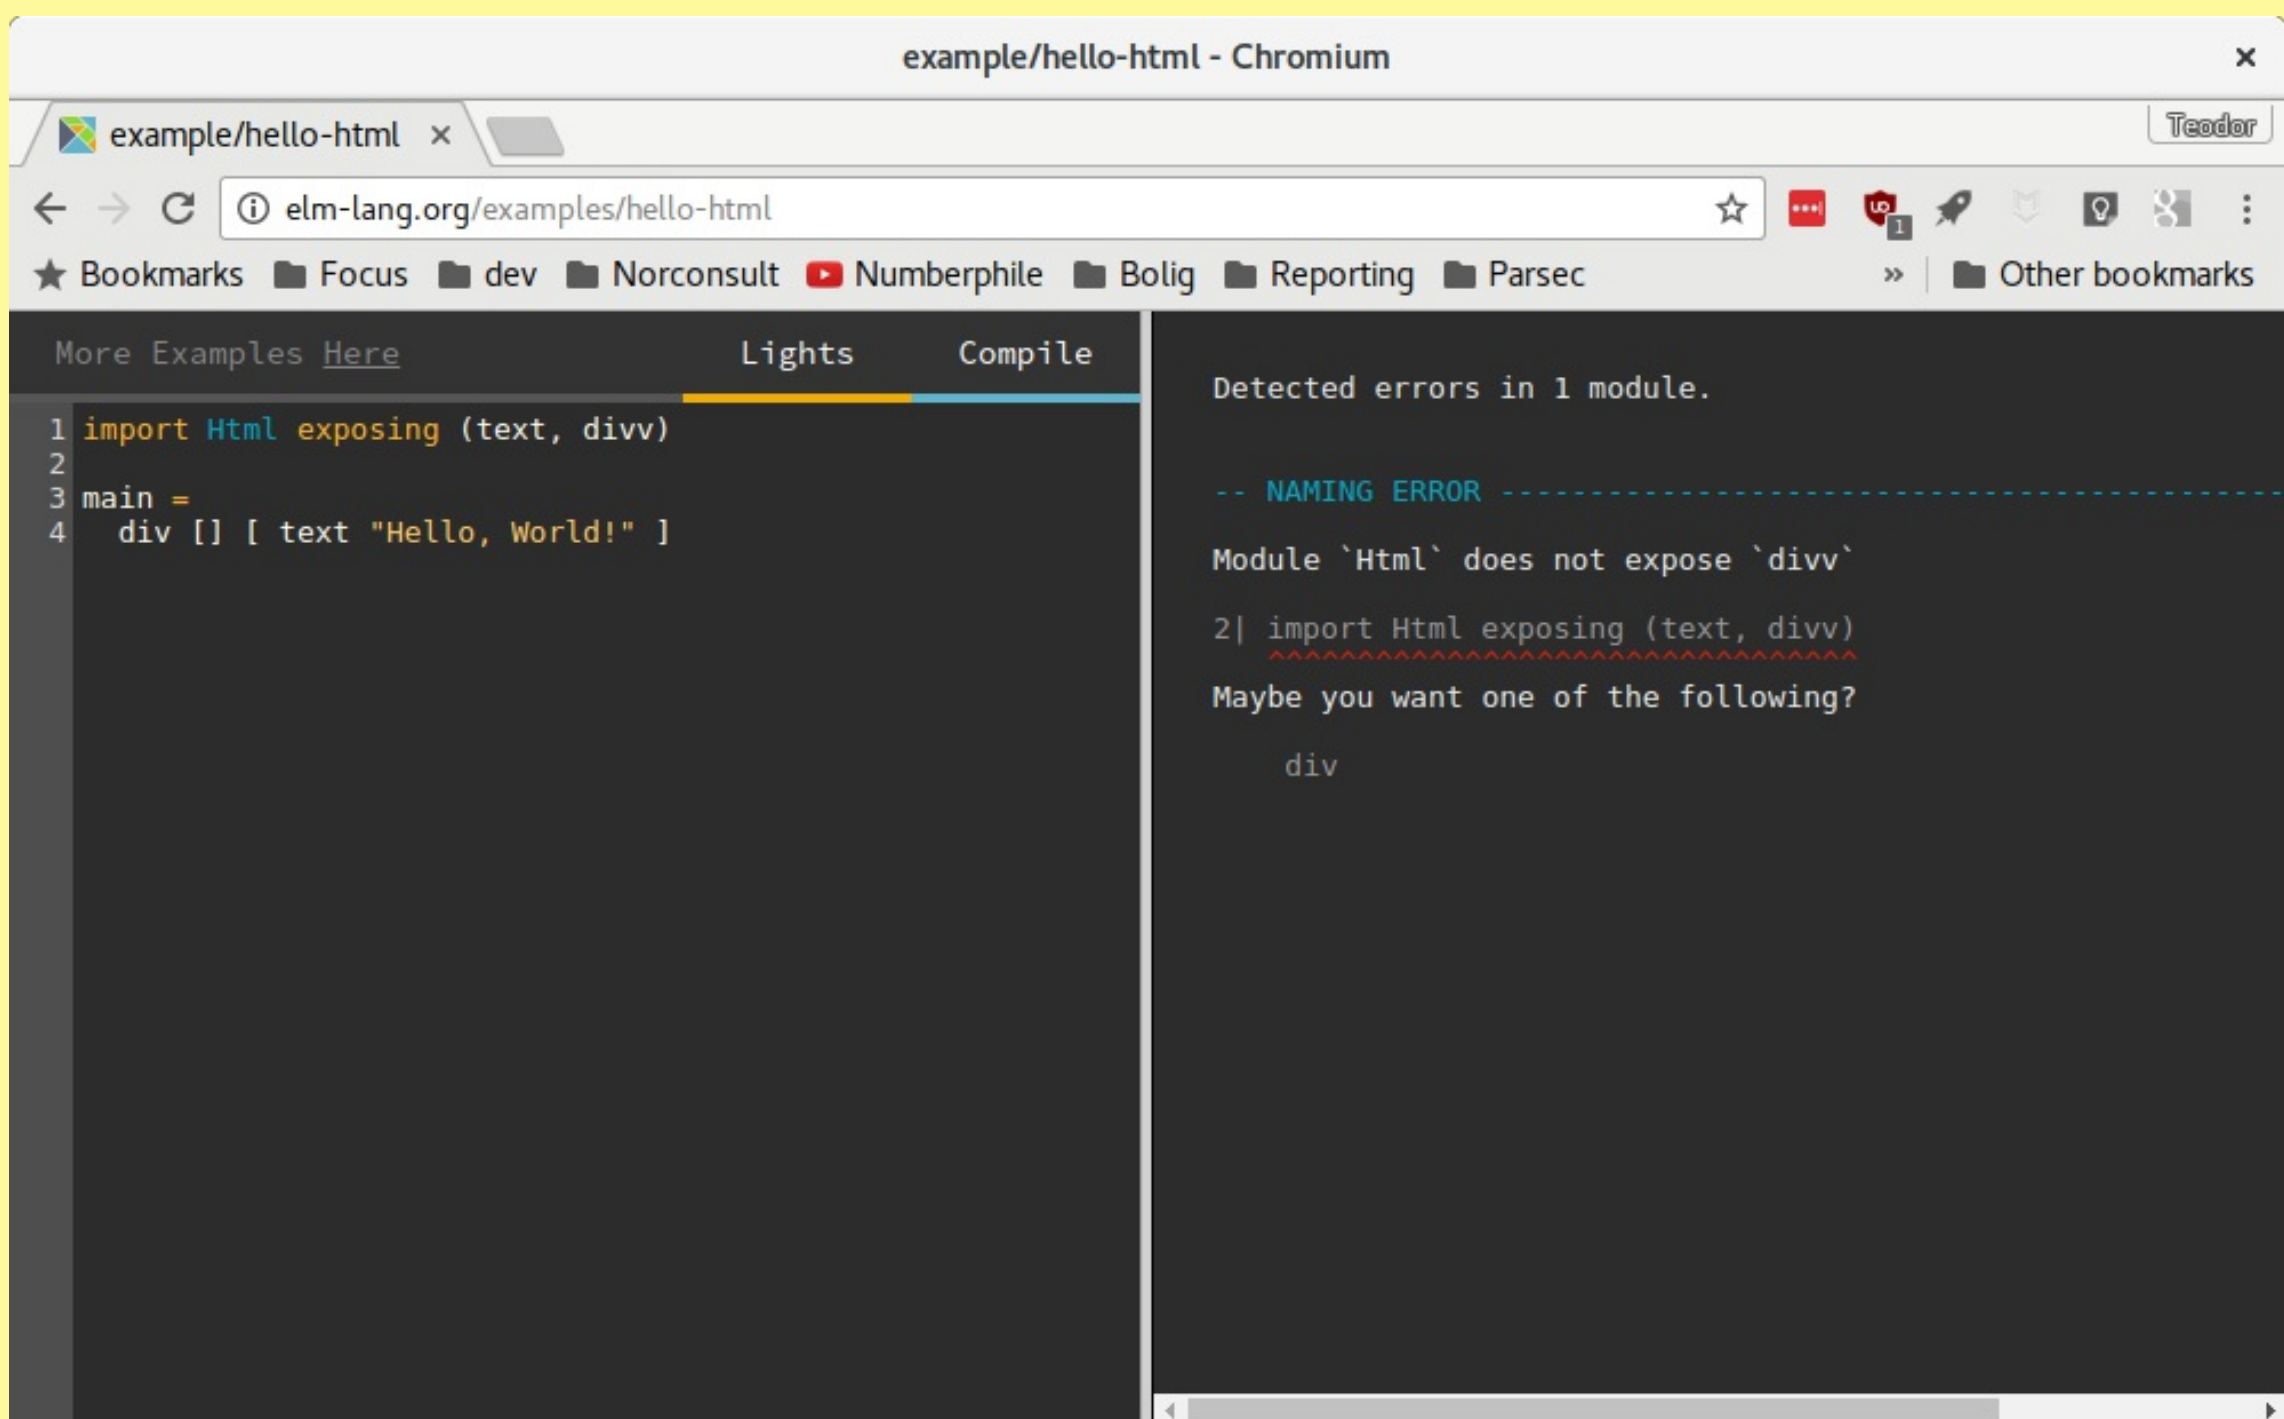 example/hello-html - Chromium
example/hello-html
Teodor
elm-lang.org/examples/hello-html
1
Bookmarks Focus dev Norconsult Numberphile Bolig Reporting Parsec » Other bookmarks
More Examples Here Lights Compile
1 import Html exposing (text, divv)
2
3 main =
4   div [] [ text "Hello, World!" ]
Detected errors in 1 module.
-- NAMING ERROR --------------------------------------------
Module `Html` does not expose `divv`
2| import Html exposing (text, divv)
   ^^^^^^^^^^^^^^^^^^^^^^^^^^^^^^^^^
Maybe you want one of the following?
    div